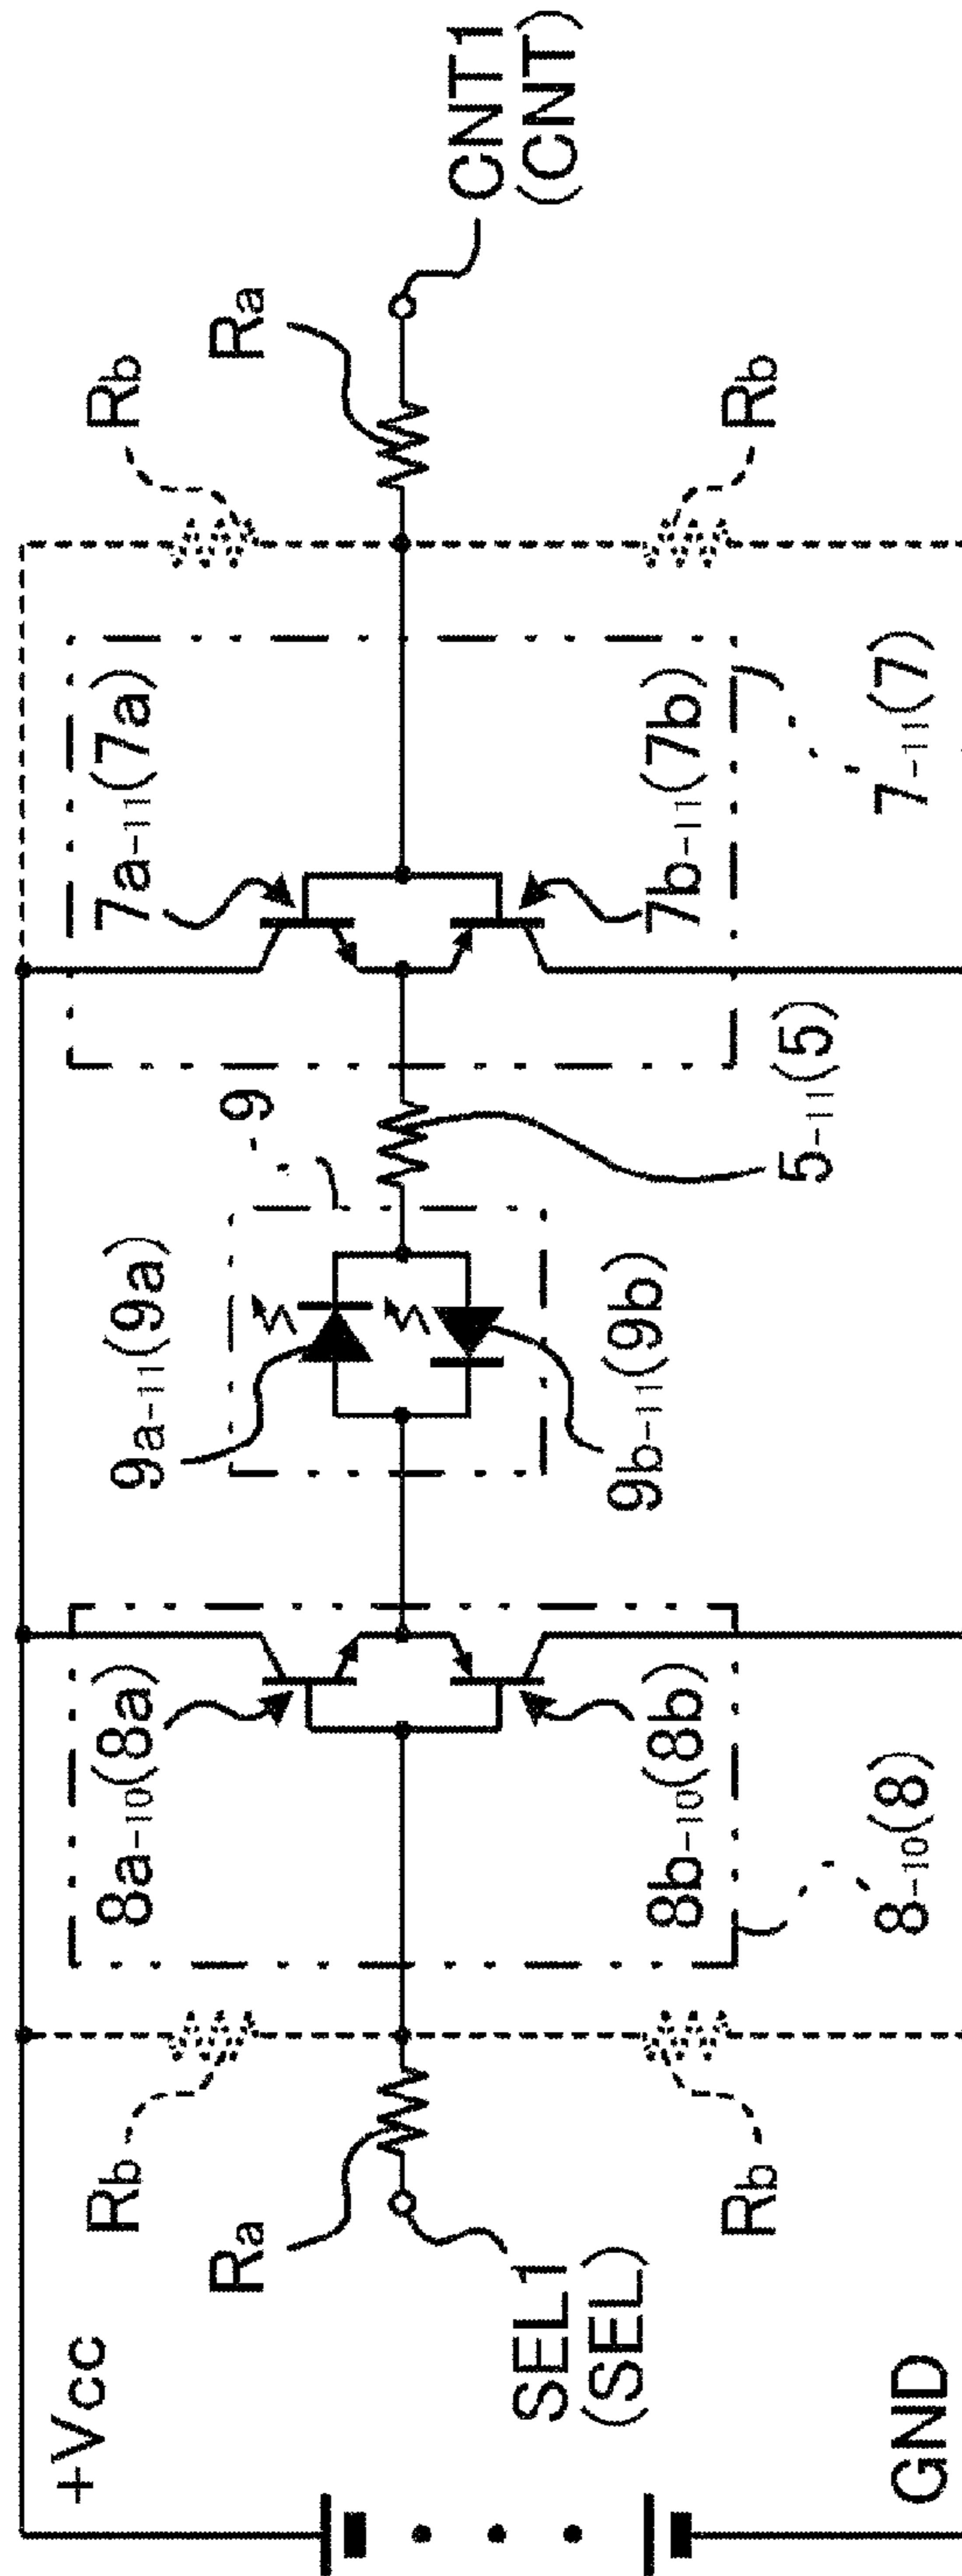 +Vcc
Rb
8a-10(8a)
9a-11(9a)
9
7a-11(7a)
Rb
Ra
Ra
SEL1
(SEL)
CNT1
(CNT)
Rb
8b-10(8b)
9b-11(9b)
5-11(5)
7b-11(7b)
Rb
GND
8-10(8)
7-11(7)